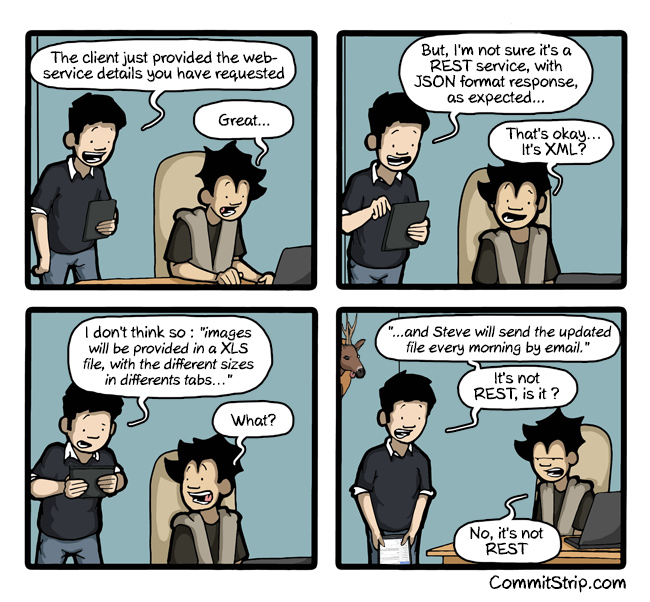 The client just provided the web-
service details you have requested
Great...
But, I'm not sure it's a
REST service, with
JSON format response,
as expected...
That's okay...
It's XML?
I don't think so : "images
will be provided in a XLS
file, with the different sizes
in differents tabs..."
What?
"...and Steve will send the updated
file every morning by email."
It's not
REST, is it ?
No, it's not
REST
CommitStrip.com